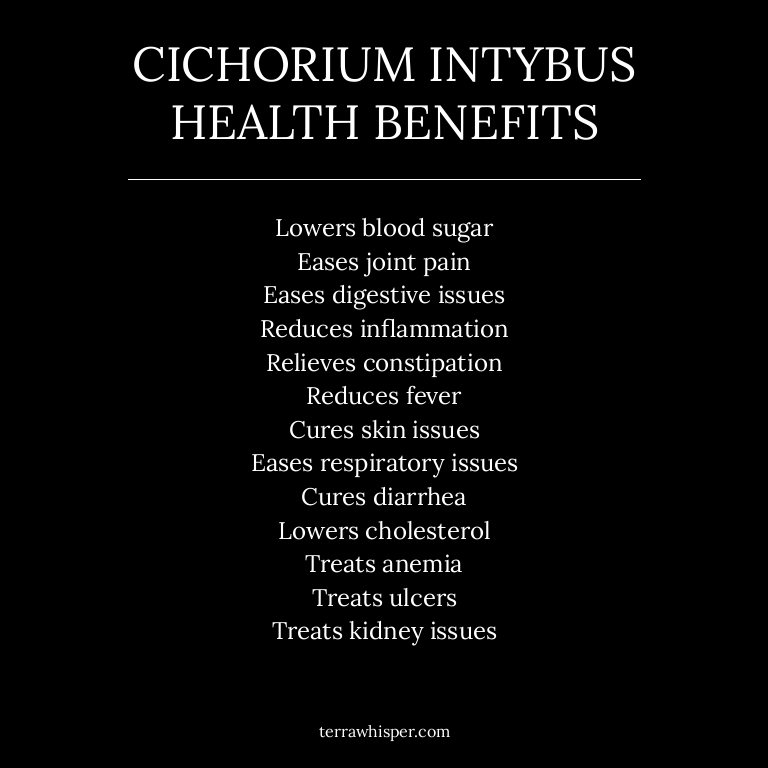 CICHORIUM INTYBUS
HEALTH BENEFITS
Lowers blood sugar
Eases joint pain
Eases digestive issues
Reduces inflammation
Relieves constipation
Reduces fever
Cures skin issues
Eases respiratory issues
Cures diarrhea
Lowers cholesterol
Treats anemia
Treats ulcers
Treats kidney issues
terrawhisper.com